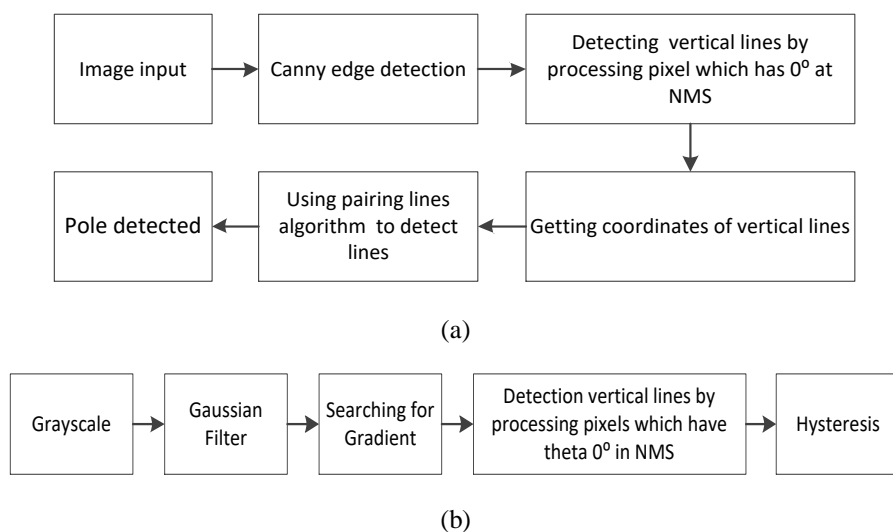 Image input
Canny edge detection
Detecting vertical lines by
processing pixel which has 0⁰ at
NMS
Getting coordinates of vertical lines
Using pairing lines
algorithm to detect
lines
Pole detected
(a)
Grayscale
Gaussian
Filter
Searching for
Gradient
Detection vertical lines by
processing pixels which have
theta 0⁰ in NMS
Hysteresis
(b)